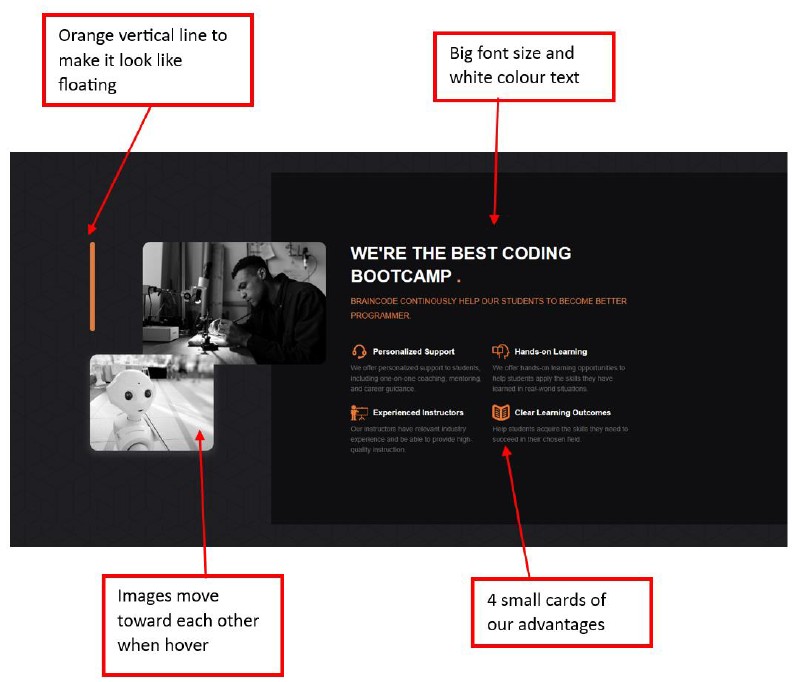 Orange vertical line to
make it look like
floating
Big font size and
white colour text
WE'RE THE BEST CODING
BOOTCAMP .
BRAINCODE CONTINOUSLY HELP OUR STUDENTS TO BECOME BETTER
PROGRAMMER.
Personalized Support
We offer personalized support to students,
including one-on-one coaching, mentoring,
and career guidance.
Hands-on Learning
We offer hands-on learning opportunities to
help students apply the skills they have
learned in real-world situations.
Experienced Instructors
Our instructors have relevant industry
experience and be able to provide high-
quality instruction.
Clear Learning Outcomes
Help students acquire the skills they need to
succeed in their chosen field.
Images move
toward each other
when hover
4 small cards of
our advantages